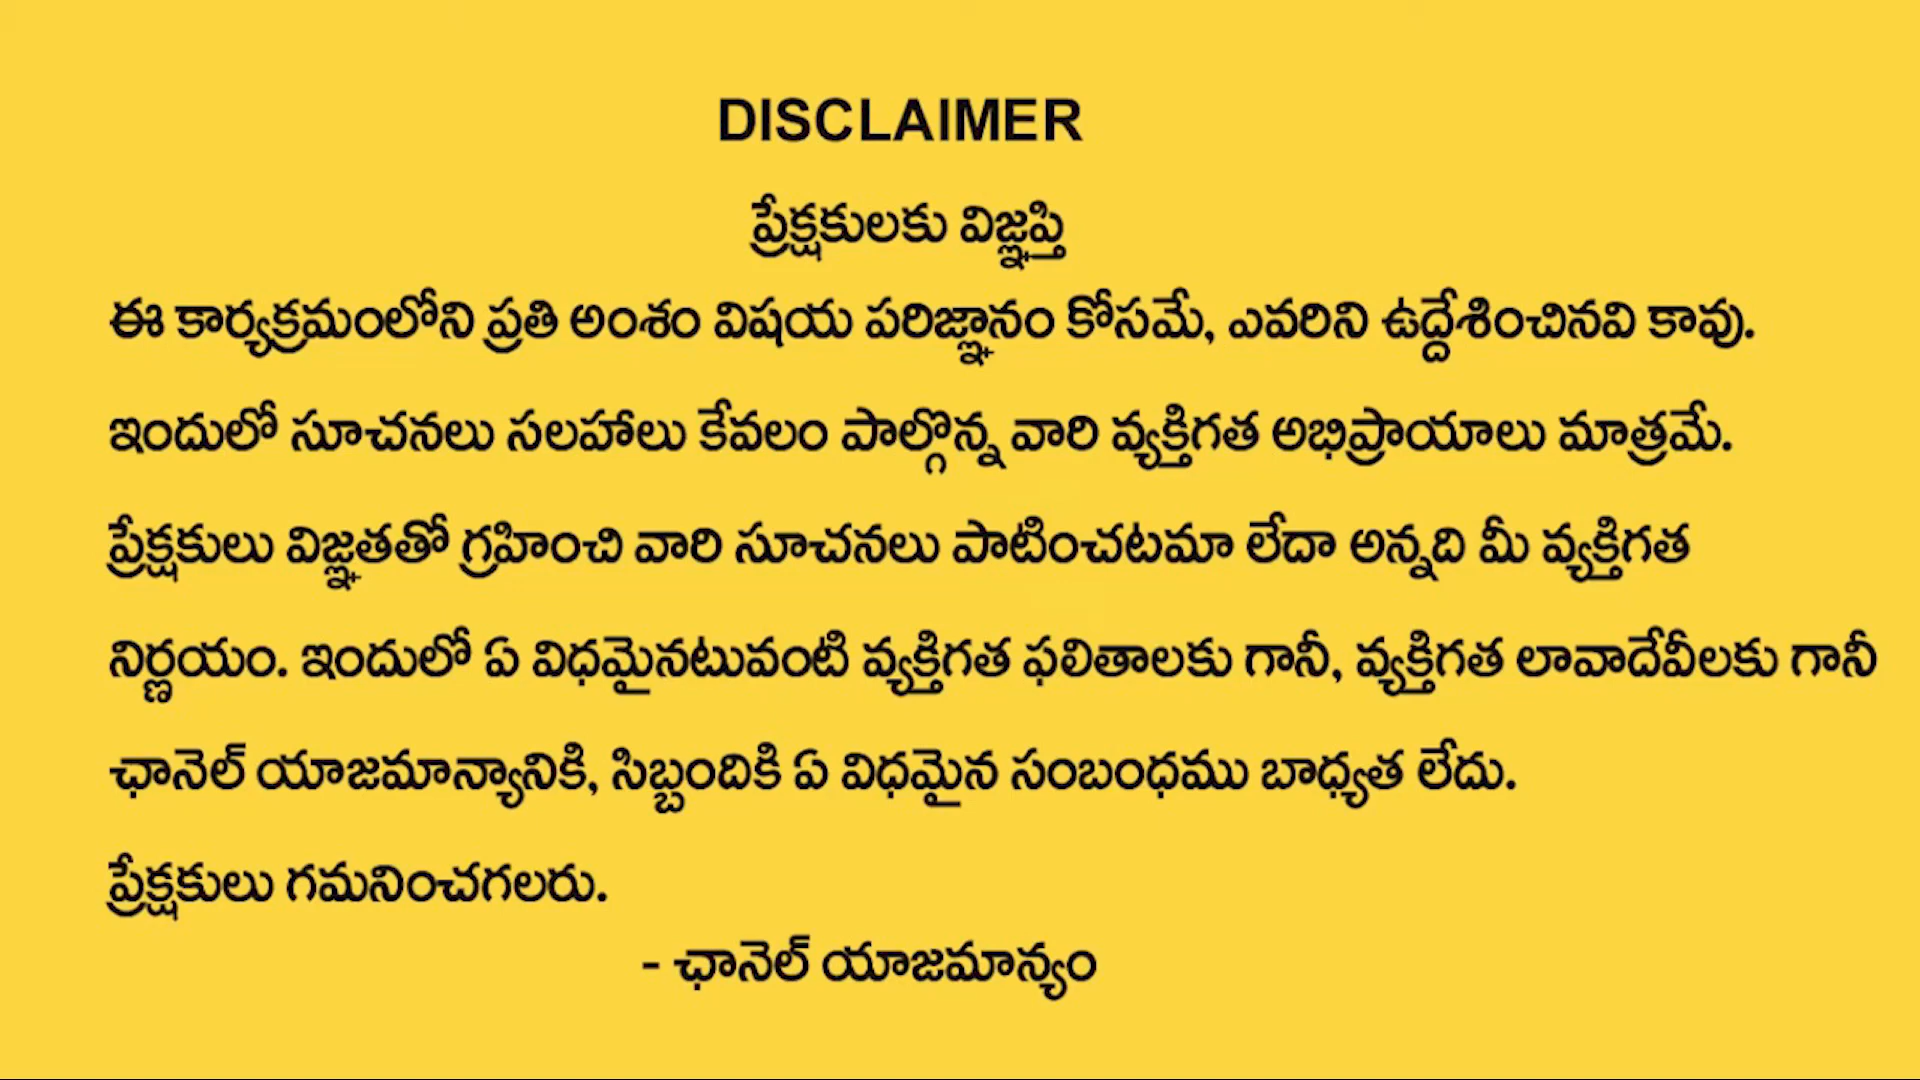 DISCLAIMER
ప్రేక్షకులకు విజ్ఞప్తి
ఈ కార్యక్రమంలోని ప్రతి అంశం విషయ పరిజ్ఞానం కోసమే, ఎవరిని ఉద్దేశించినవి కావు.
ఇందులో సూచనలు సలహాలు కేవలం పాల్గొన్న వారి వ్యక్తిగత అభిప్రాయాలు మాత్రమే.
ప్రేక్షకులు విజ్ఞతతో గ్రహించి వారి సూచనలు పాటించటమా లేదా అన్నది మీ వ్యక్తిగత
నిర్ణయం. ఇందులో ఏ విధమైనటువంటి వ్యక్తిగత ఫలితాలకు గానీ, వ్యక్తిగత లావాదేవీలకు గానీ
ఛానెల్ యాజమాన్యానికి, సిబ్బందికి ఏ విధమైన సంబంధము బాధ్యత లేదు.
ప్రేక్షకులు గమనించగలరు.
- ఛానెల్ యాజమాన్యం